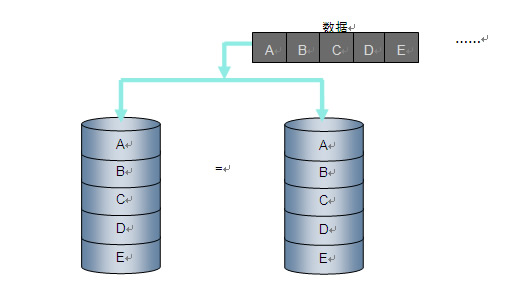 数据↵
A↵ B↵ C↵ D↵ E↵ ……↵
A↵ A↵
B↵ B↵
=↵
C↵ C↵
D↵ D↵
E↵ E↵